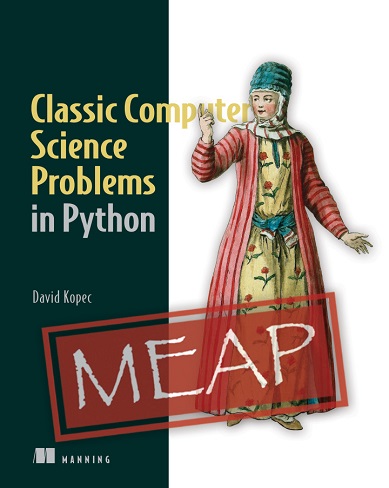 Classic Computer
Science
Problems
in Python
David Kopec
MEAP
MANNING